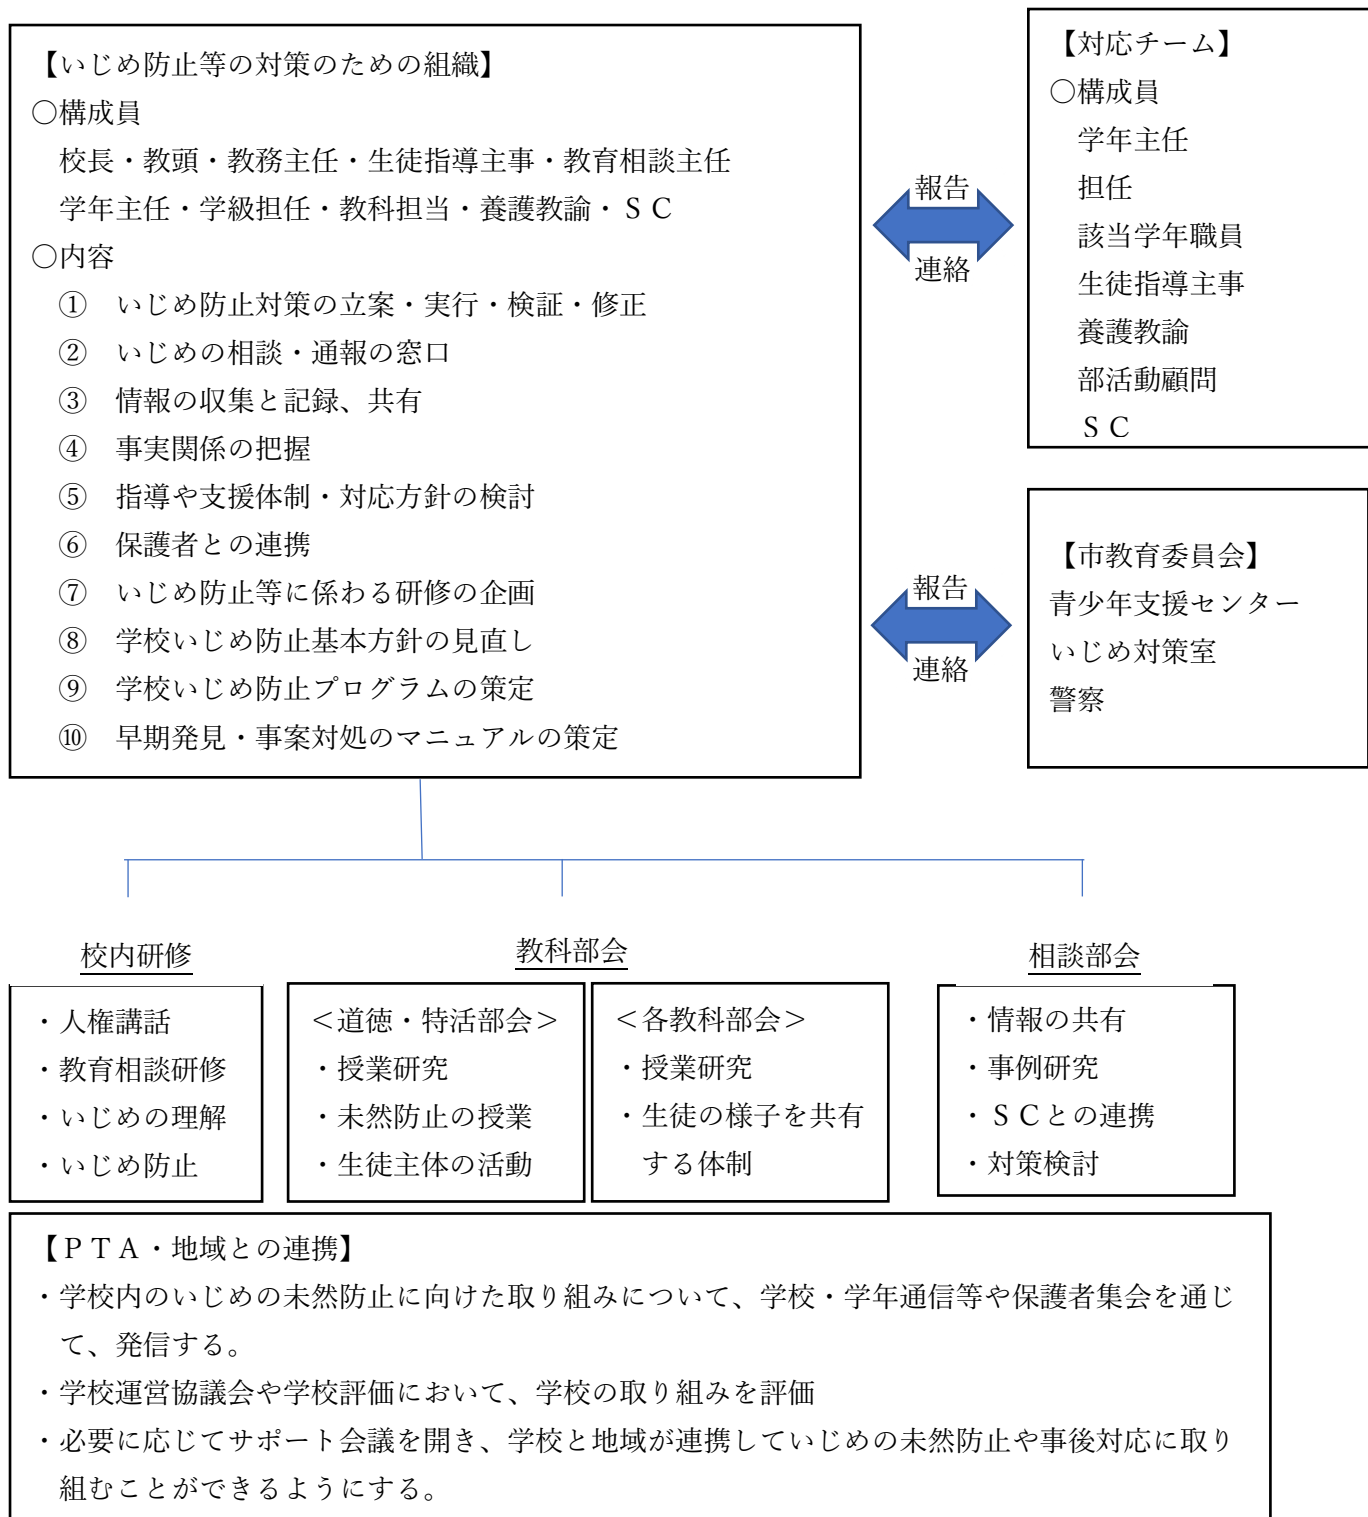 【いじめ防止等の対策のための組織】
○構成員
校長・教頭・教務主任・生徒指導主事・教育相談主任
学年主任・学級担任・教科担当・養護教諭・ＳＣ
○内容
① いじめ防止対策の立案・実行・検証・修正
② いじめの相談・通報の窓口
③ 情報の収集と記録、共有
④ 事実関係の把握
⑤ 指導や支援体制・対応方針の検討
⑥ 保護者との連携
⑦ いじめ防止等に係わる研修の企画
⑧ 学校いじめ防止基本方針の見直し
⑨ 学校いじめ防止プログラムの策定
⑩ 早期発見・事案対処のマニュアルの策定
報告
連絡
【対応チーム】
○構成員
学年主任
担任
該当学年職員
生徒指導主事
養護教諭
部活動顧問
ＳＣ
報告
連絡
【市教育委員会】
青少年支援センター
いじめ対策室
警察
校内研修
・人権講話
・教育相談研修
・いじめの理解
・いじめ防止
教科部会
＜道徳・特活部会＞
・授業研究
・未然防止の授業
・生徒主体の活動
＜各教科部会＞
・授業研究
・生徒の様子を共有
する体制
相談部会
・情報の共有
・事例研究
・ＳＣとの連携
・対策検討
【ＰＴＡ・地域との連携】
・学校内のいじめの未然防止に向けた取り組みについて、学校・学年通信等や保護者集会を通じ
て、発信する。
・学校運営協議会や学校評価において、学校の取り組みを評価
・必要に応じてサポート会議を開き、学校と地域が連携していじめの未然防止や事後対応に取り
組むことができるようにする。